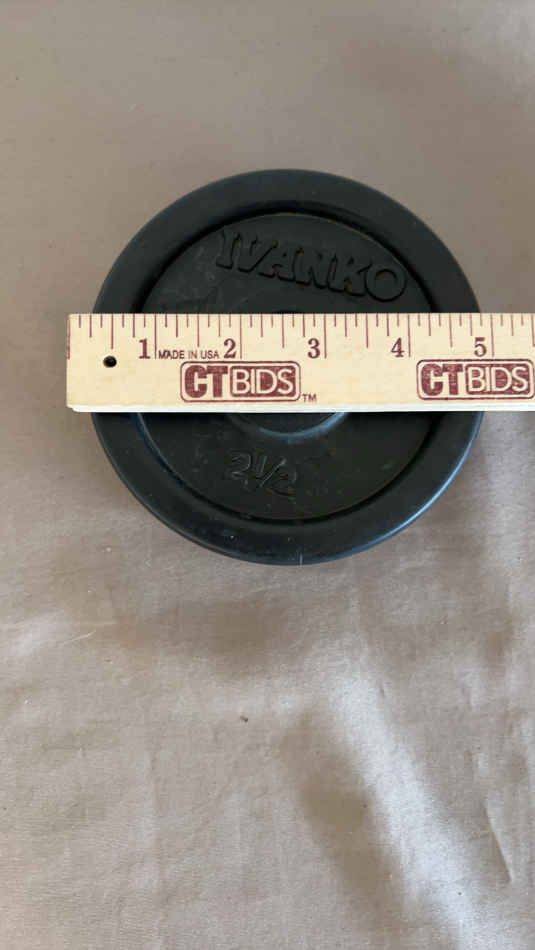 IVANKO
1 MADE IN USA 2 3 4 5
CTBIDS TM CTBIDS
2½